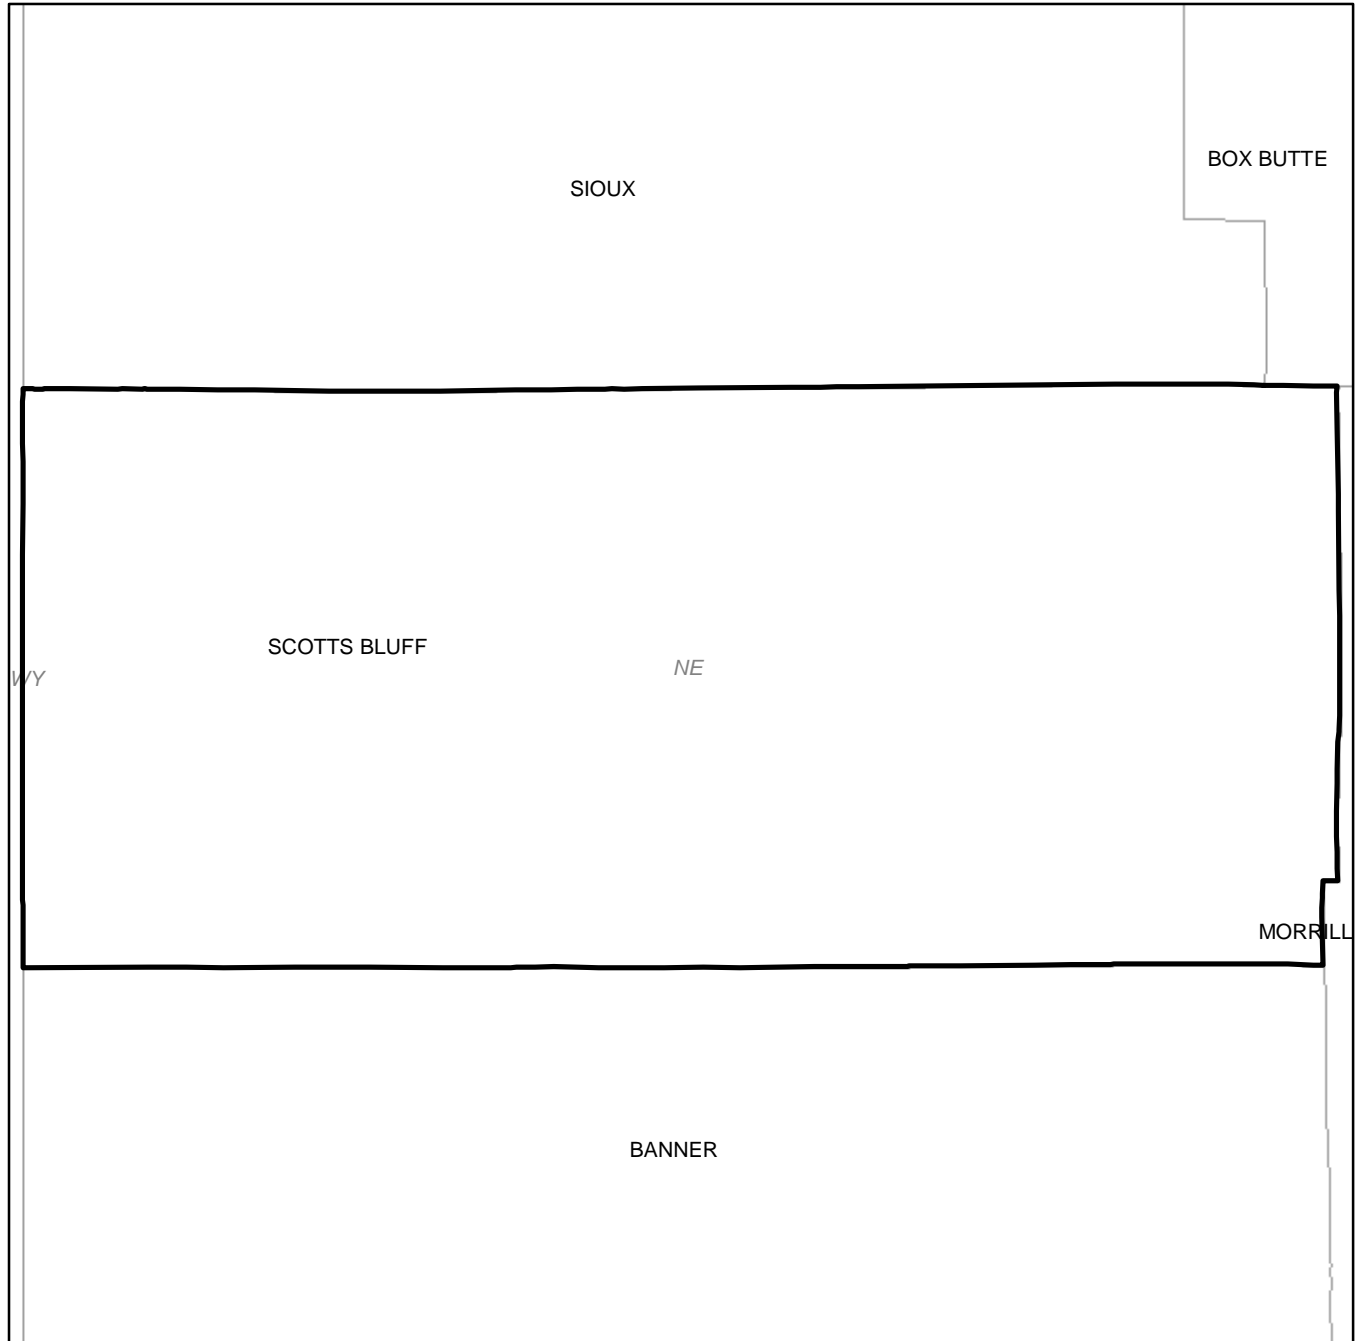 BOX BUTTE
SIOUX
SCOTTS BLUFF
NE
WY
MORRILL
BANNER